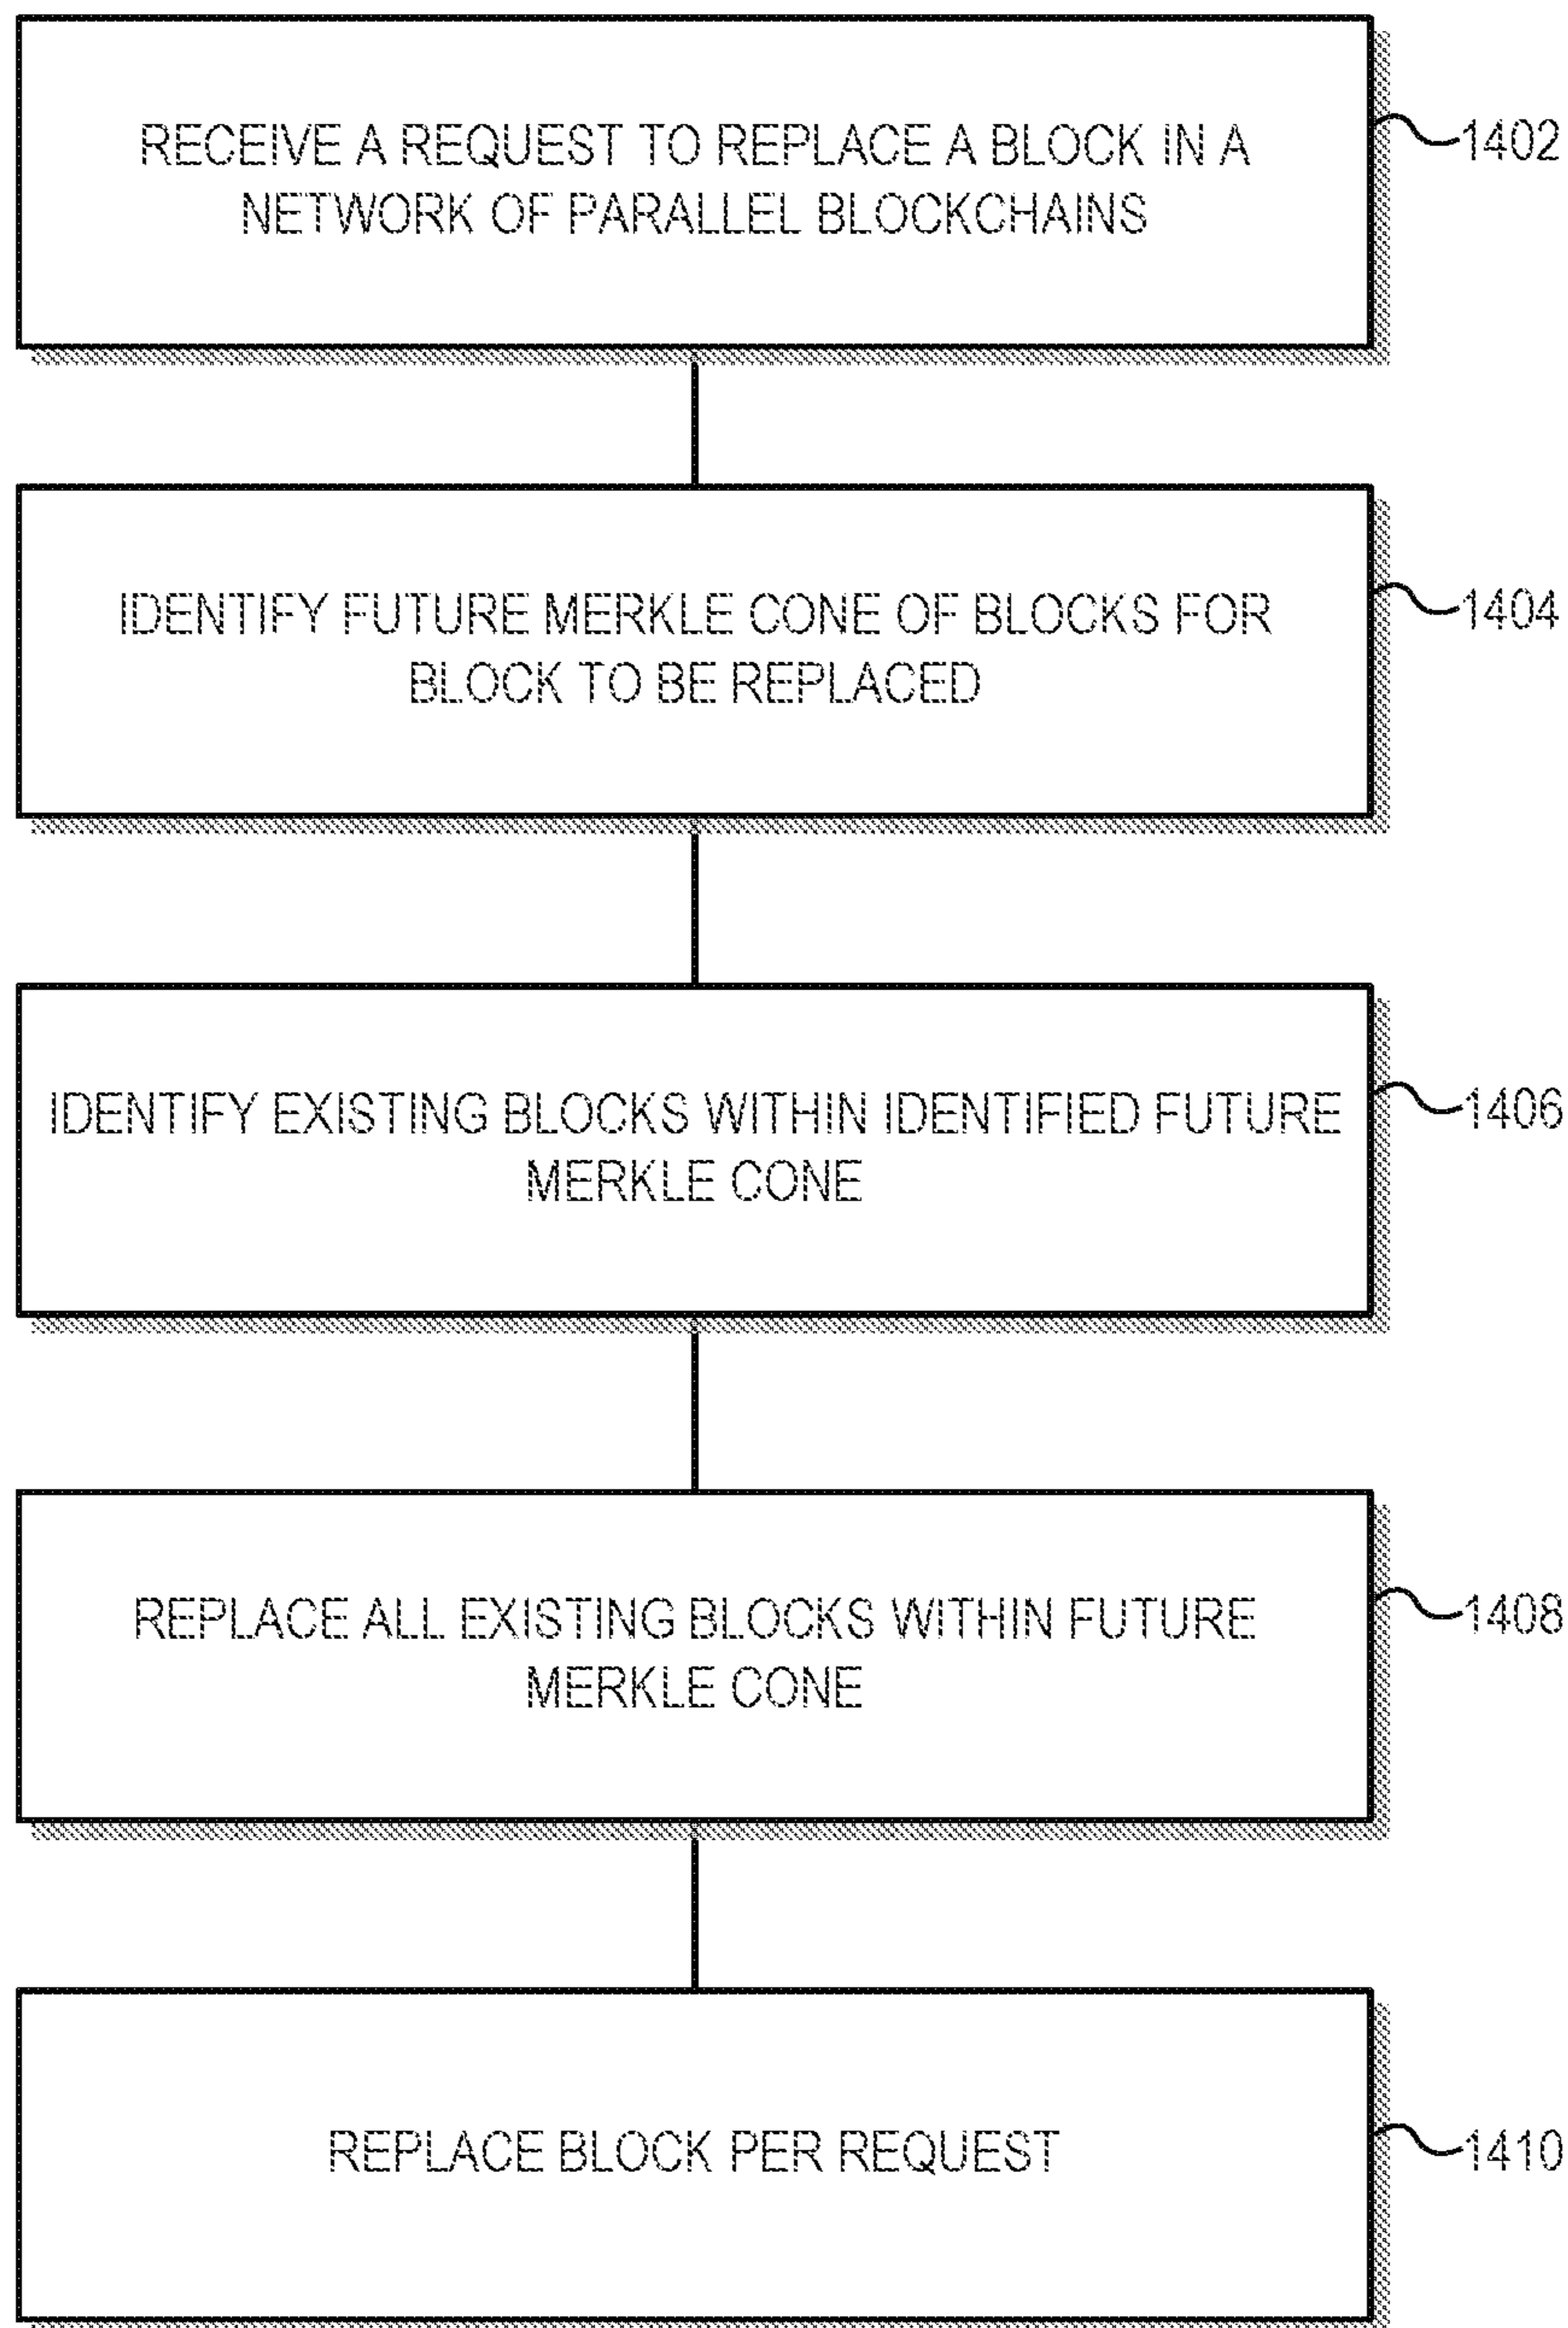 RECEIVE A REQUEST TO REPLACE A BLOCK IN A
NETWORK OF PARALLEL BLOCKCHAINS
1402
IDENTIFY FUTURE MERKLE CONE OF BLOCKS FOR
BLOCK TO BE REPLACED
1404
IDENTIFY EXISTING BLOCKS WITHIN IDENTIFIED FUTURE
MERKLE CONE
1406
REPLACE ALL EXISTING BLOCKS WITHIN FUTURE
MERKLE CONE
1408
REPLACE BLOCK PER REQUEST
1410